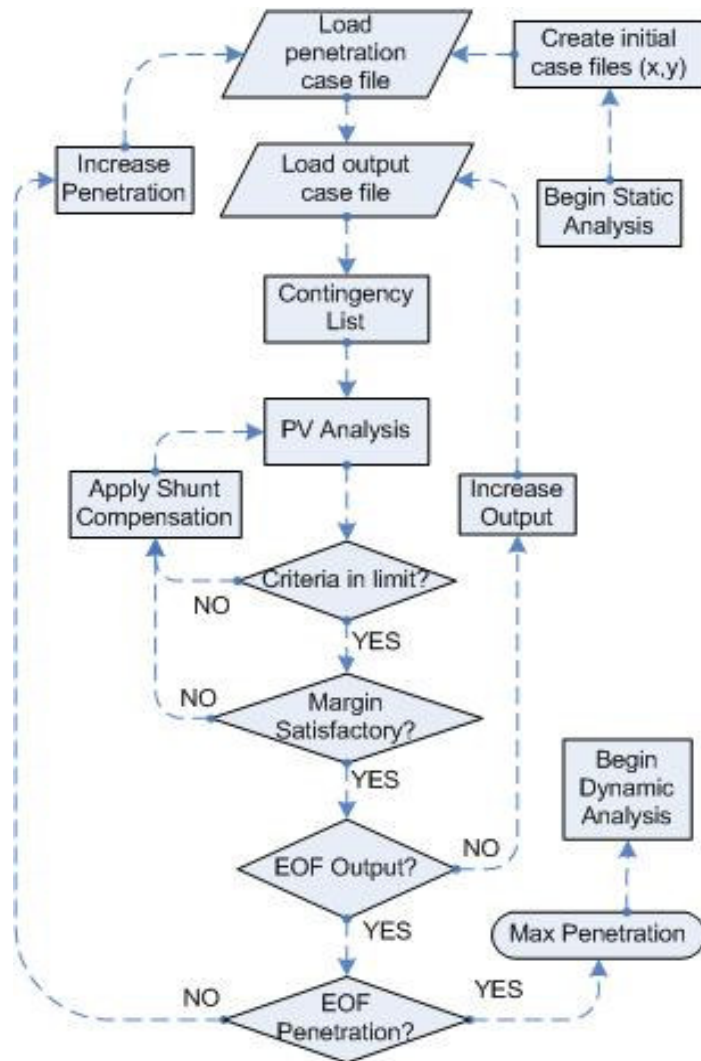 Load
penetration
case file
Create initial
case files (x,y)
Increase
Penetration
Load output
case file
Begin Static
Analysis
Contingency
List
PV Analysis
Apply Shunt
Compensation
Increase
Output
Criteria in limit?
NO
YES
Margin
Satisfactory?
NO
YES
Begin
Dynamic
Analysis
EOF Output?
NO
YES
Max Penetration
EOF
Penetration?
NO
YES